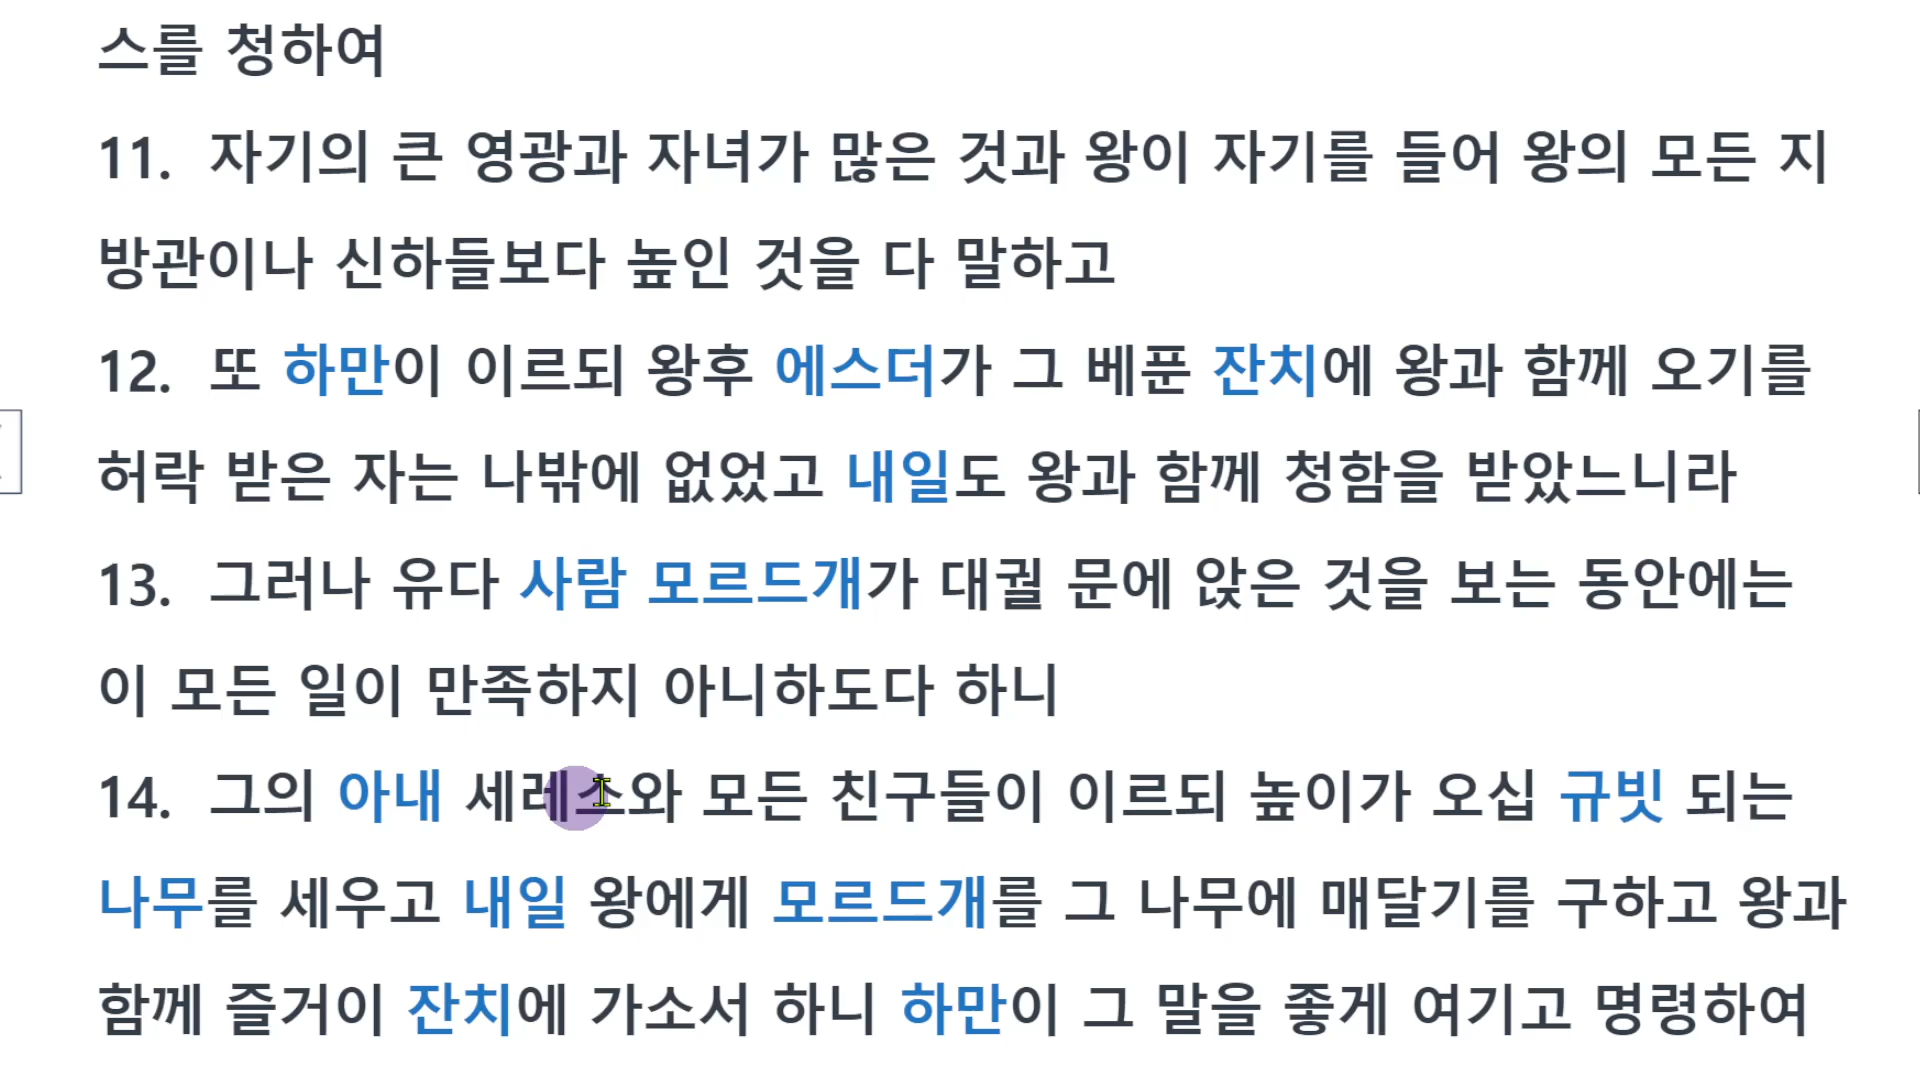 스를 청하여
11. 자기의 큰 영광과 자녀가 많은 것과 왕이 자기를 들어 왕의 모든 지
방관이나 신하들보다 높인 것을 다 말하고
12. 또 하만이 이르되 왕후 에스더가 그 베푼 잔치에 왕과 함께 오기를
허락 받은 자는 나밖에 없었고 내일도 왕과 함께 청함을 받았느니라
13. 그러나 유다 사람 모르드개가 대궐 문에 앉은 것을 보는 동안에는
이 모든 일이 만족하지 아니하도다 하니
14. 그의 아내 세레스와 모든 친구들이 이르되 높이가 오십 규빗 되는
나무를 세우고 내일 왕에게 모르드개를 그 나무에 매달기를 구하고 왕과
함께 즐거이 잔치에 가소서 하니 하만이 그 말을 좋게 여기고 명령하여